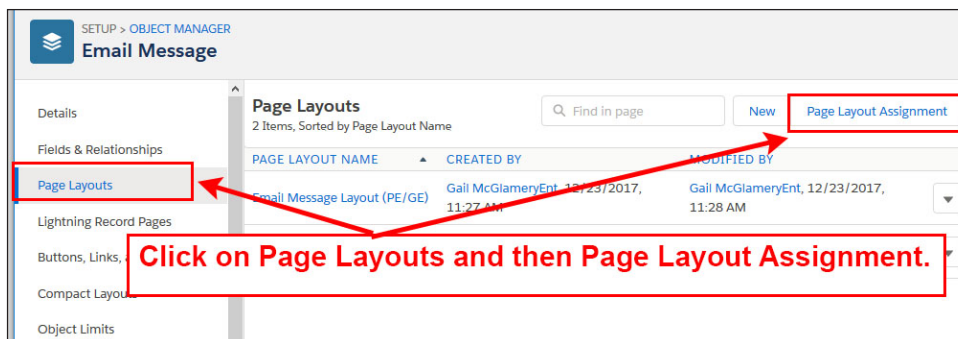 SETUP > OBJECT MANAGER
Email Message
Details
Fields & Relationships
Page Layouts
Lightning Record Pages
Buttons, Links,
Compact Layouts
Object Limits
Page Layouts
2 Items, Sorted by Page Layout Name
Find in page
New
Page Layout Assignment
PAGE LAYOUT NAME CREATED BY MODIFIED BY
Email Message Layout (PE/GE) Gail McGlameryEnt, 12/23/2017, Gail McGlameryEnt, 12/23/2017,
11:27 AM 11:28 AM
Click on Page Layouts and then Page Layout Assignment.